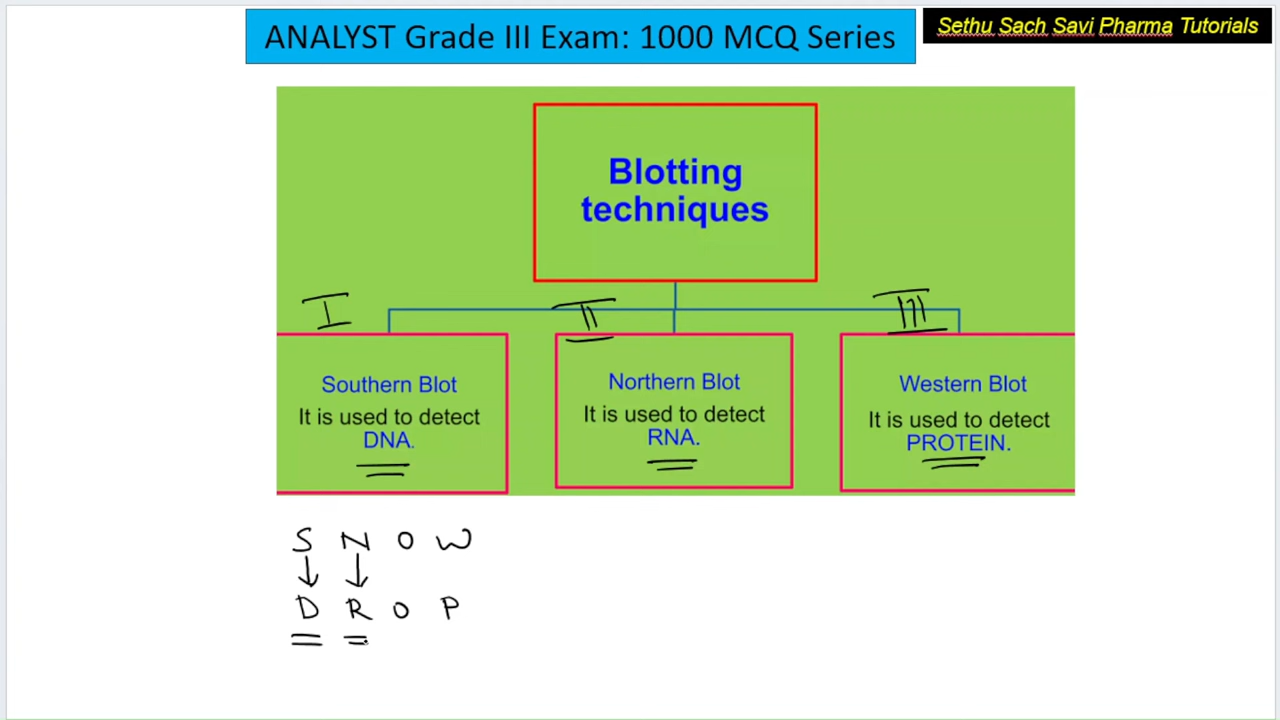 ANALYST Grade III Exam: 1000 MCQ Series
Sethu Sach Savi Pharma Tutorials
Blotting
techniques
I
II
III
Southern Blot
It is used to detect
DNA.
Northern Blot
It is used to detect
RNA.
Western Blot
It is used to detect
PROTEIN.
S N O W
D R O P